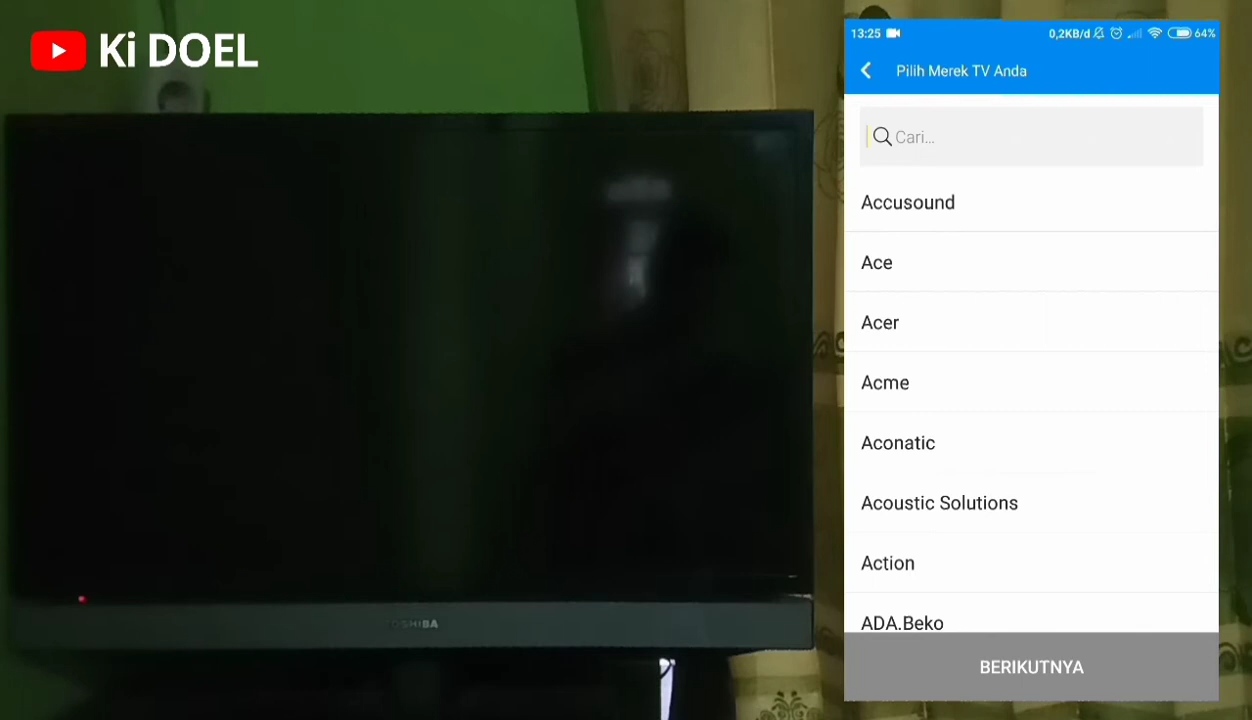 Ki DOEL
13:25
0,2KB/d
64%
Pilih Merek TV Anda
Cari...
Accusound
Ace
Acer
Acme
Aconatic
Acoustic Solutions
Action
ADA.Beko
BERIKUTNYA
TOSHIBA